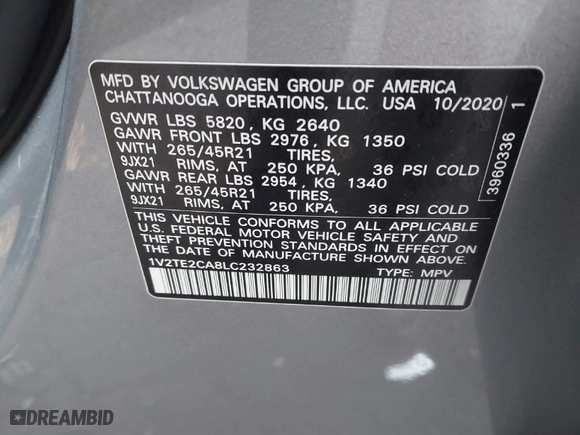 MFD BY VOLKSWAGEN GROUP OF AMERICA
CHATTANOOGA OPERATIONS, LLC. USA 10/2020
GVWR LBS 5820, KG 2640
GAWR FRONT LBS 2976, KG 1350
WITH 265/45R21 TIRES,
9JX21 RIMS, AT 250 KPA, 36 PSI COLD
GAWR REAR LBS 2954, KG 1340
WITH 265/45R21 TIRES,
9JX21 RIMS, AT 250 KPA, 36 PSI COLD
THIS VEHICLE CONFORMS TO ALL APPLICABLE
U.S. FEDERAL MOTOR VEHICLE SAFETY AND
THEFT PREVENTION STANDARDS IN EFFECT ON
THE DATE OF MANUFACTURE SHOWN ABOVE.
1V2TE2CA8LC232863 TYPE: MPV
3960336 1
DREAMBID